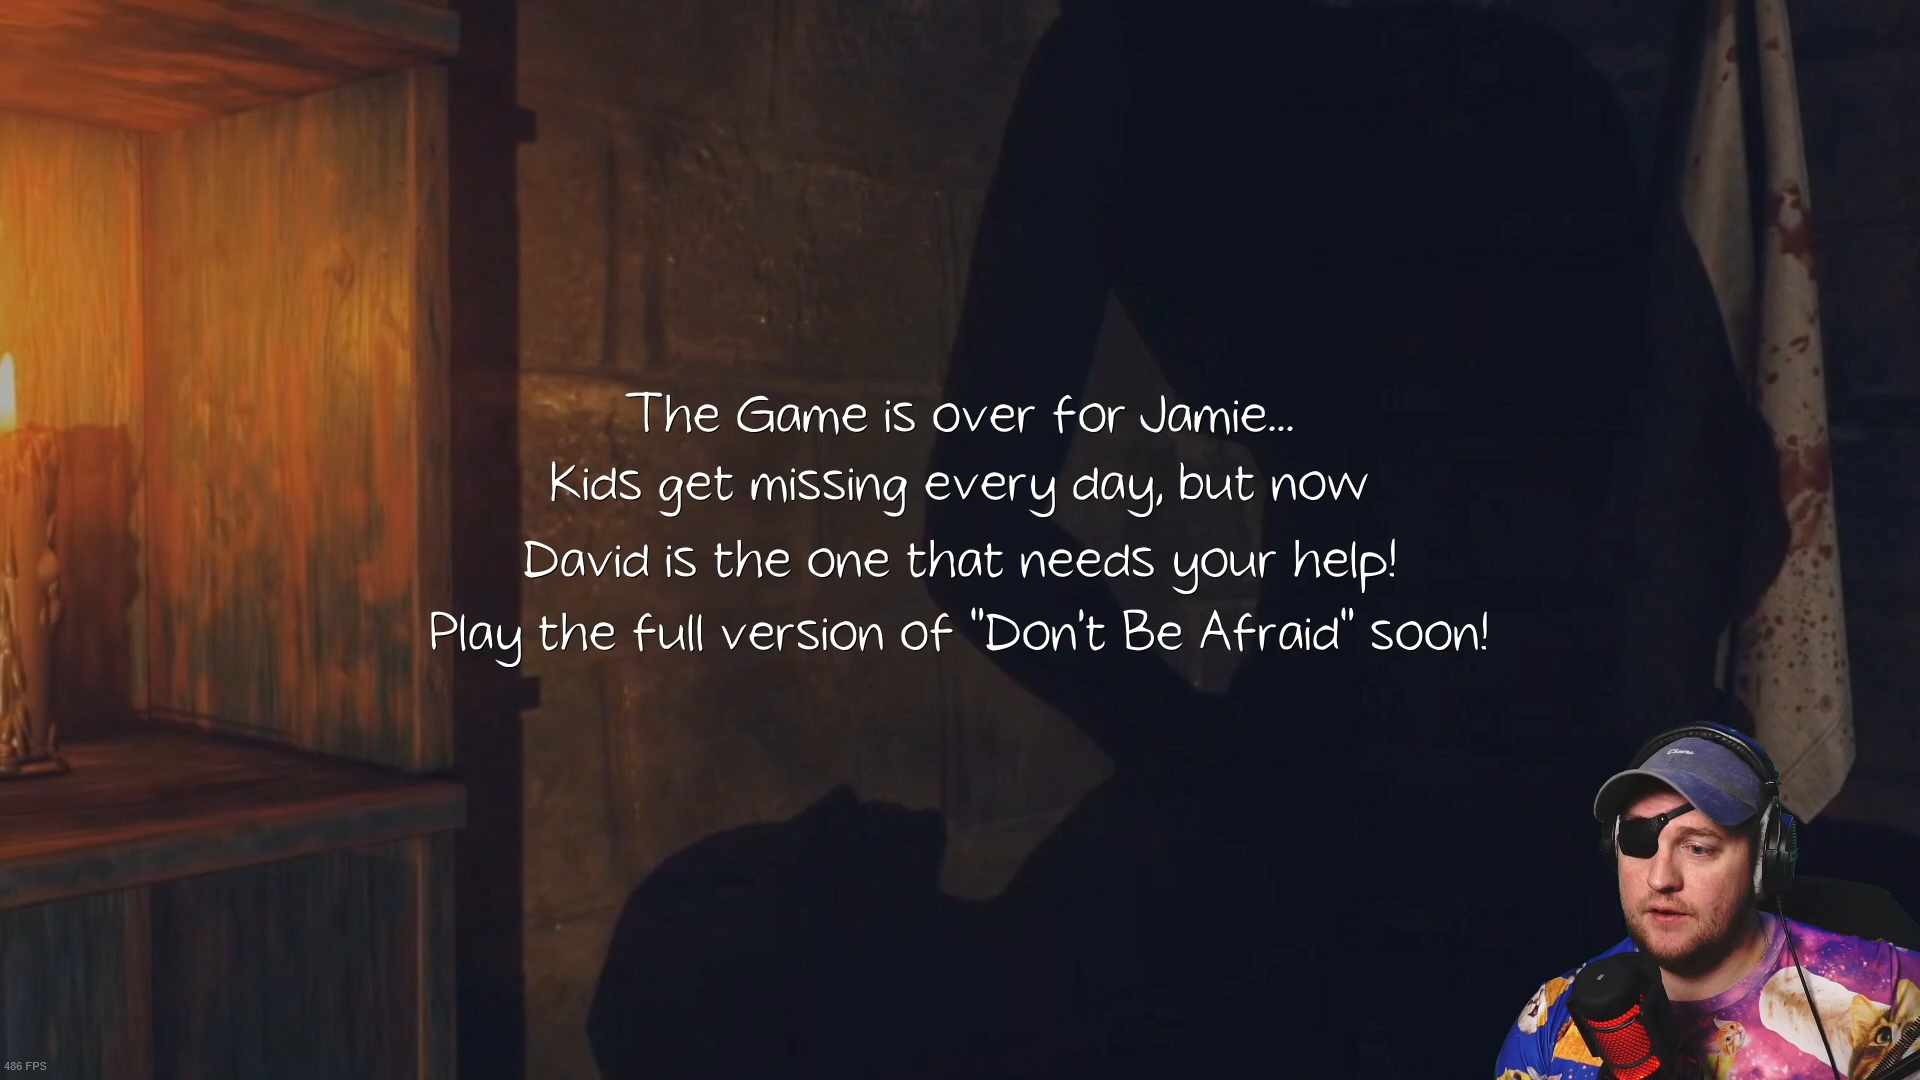 The Game is over for Jamie...
Kids get missing every day, but now
David is the one that needs your help!
Play the full version of "Don't Be Afraid" soon!
486 FPS